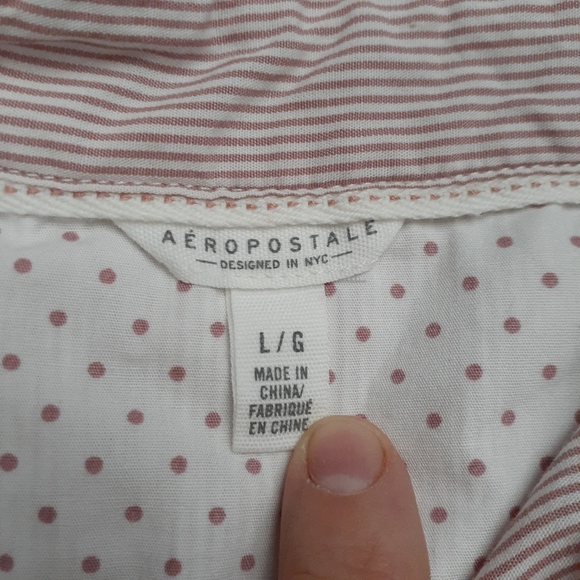 AÉROPOSTALE
— DESIGNED IN NYC —
L/G
MADE IN
CHINA/
FABRIQUÉ
EN CHINE